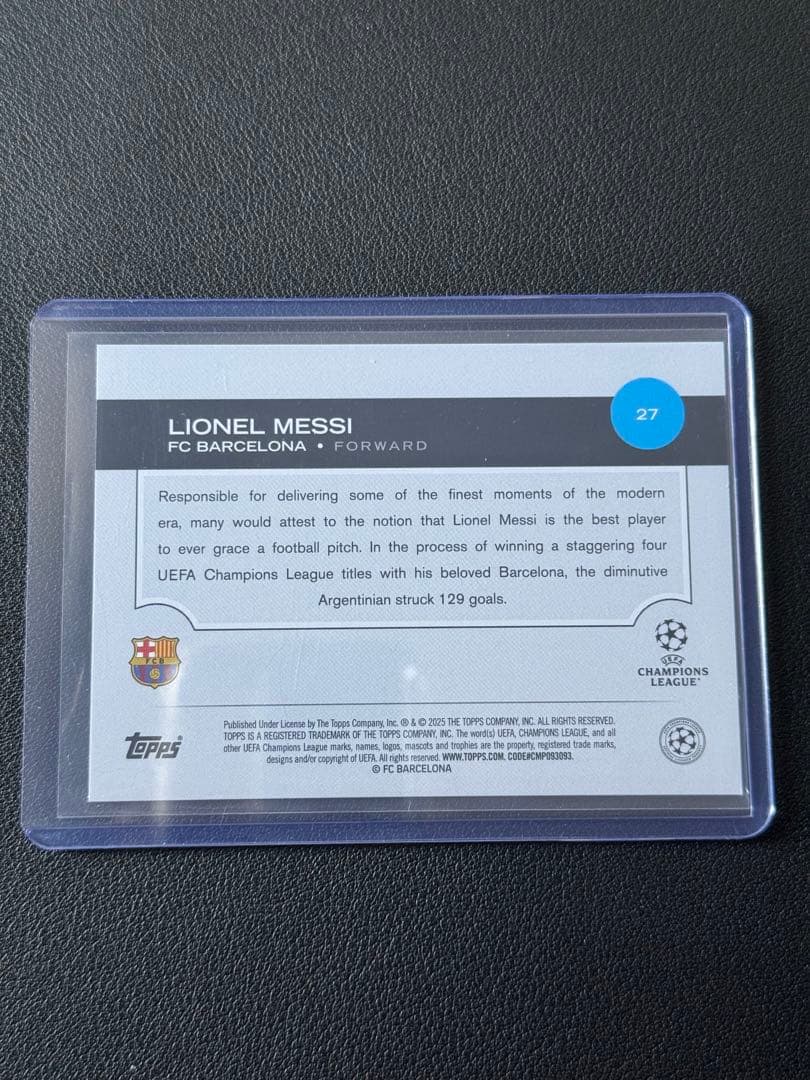 27
LIONEL MESSI
FC BARCELONA • FORWARD
Responsible for delivering some of the finest moments of the modern
era, many would attest to the notion that Lionel Messi is the best player
to ever grace a football pitch. In the process of winning a staggering four
UEFA Champions League titles with his beloved Barcelona, the diminutive
Argentinian struck 129 goals.
FCB
UEFA
CHAMPIONS
LEAGUE
Topps
Published Under License by The Topps Company, Inc. ® & © 2025 THE TOPPS COMPANY, INC. ALL RIGHTS RESERVED.
TOPPS IS A REGISTERED TRADEMARK OF THE TOPPS COMPANY, INC. The word(s) UEFA, CHAMPIONS LEAGUE, and all
other UEFA Champions League marks, names, logos, mascots and trophies are the property, registered trade marks,
designs and/or copyright of UEFA. All rights reserved. WWW.TOPPS.COM. CODE#CMP093093.
© FC BARCELONA